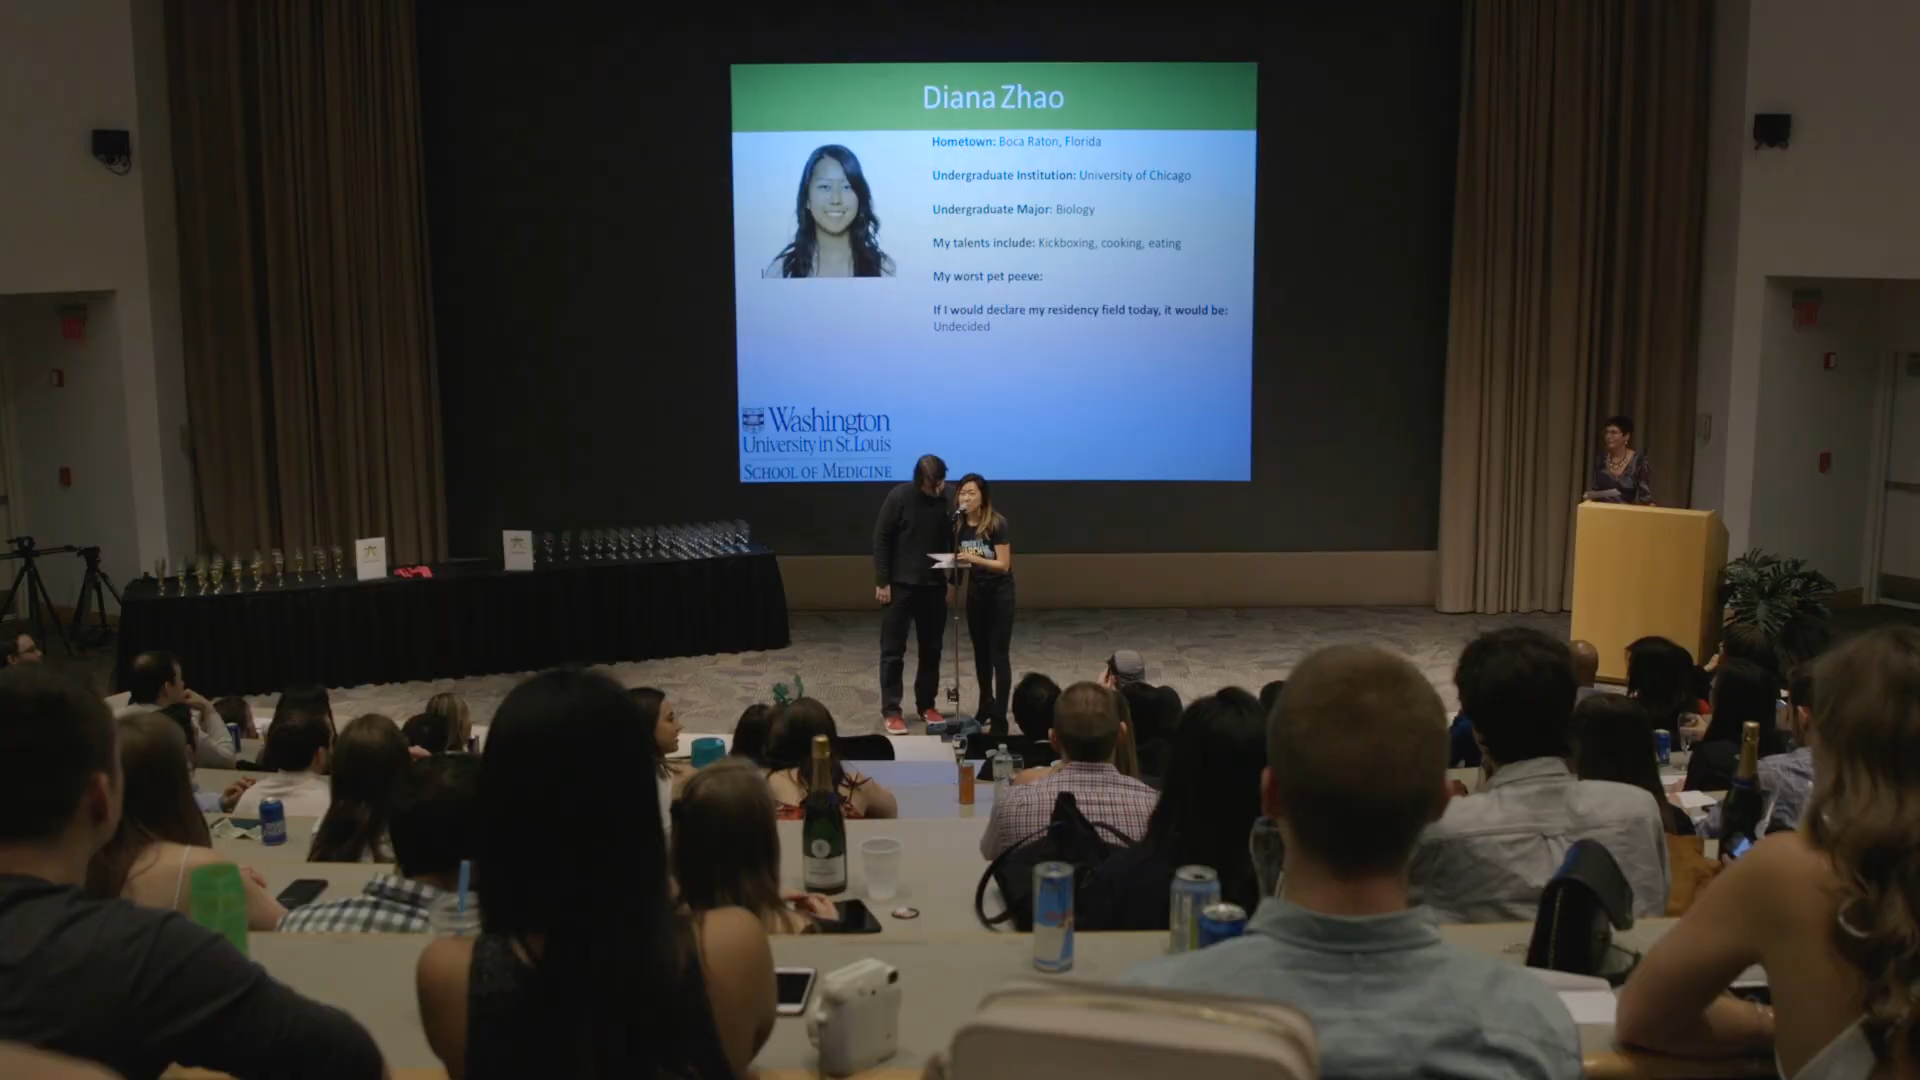 Diana Zhao
Hometown: Boca Raton, Florida
Undergraduate Institution: University of Chicago
Undergraduate Major: Biology
My talents include: Kickboxing, cooking, eating
My worst pet peeve:
If I would declare my residency field today, it would be:
Undecided
Washington
University in St. Louis
SCHOOL OF MEDICINE